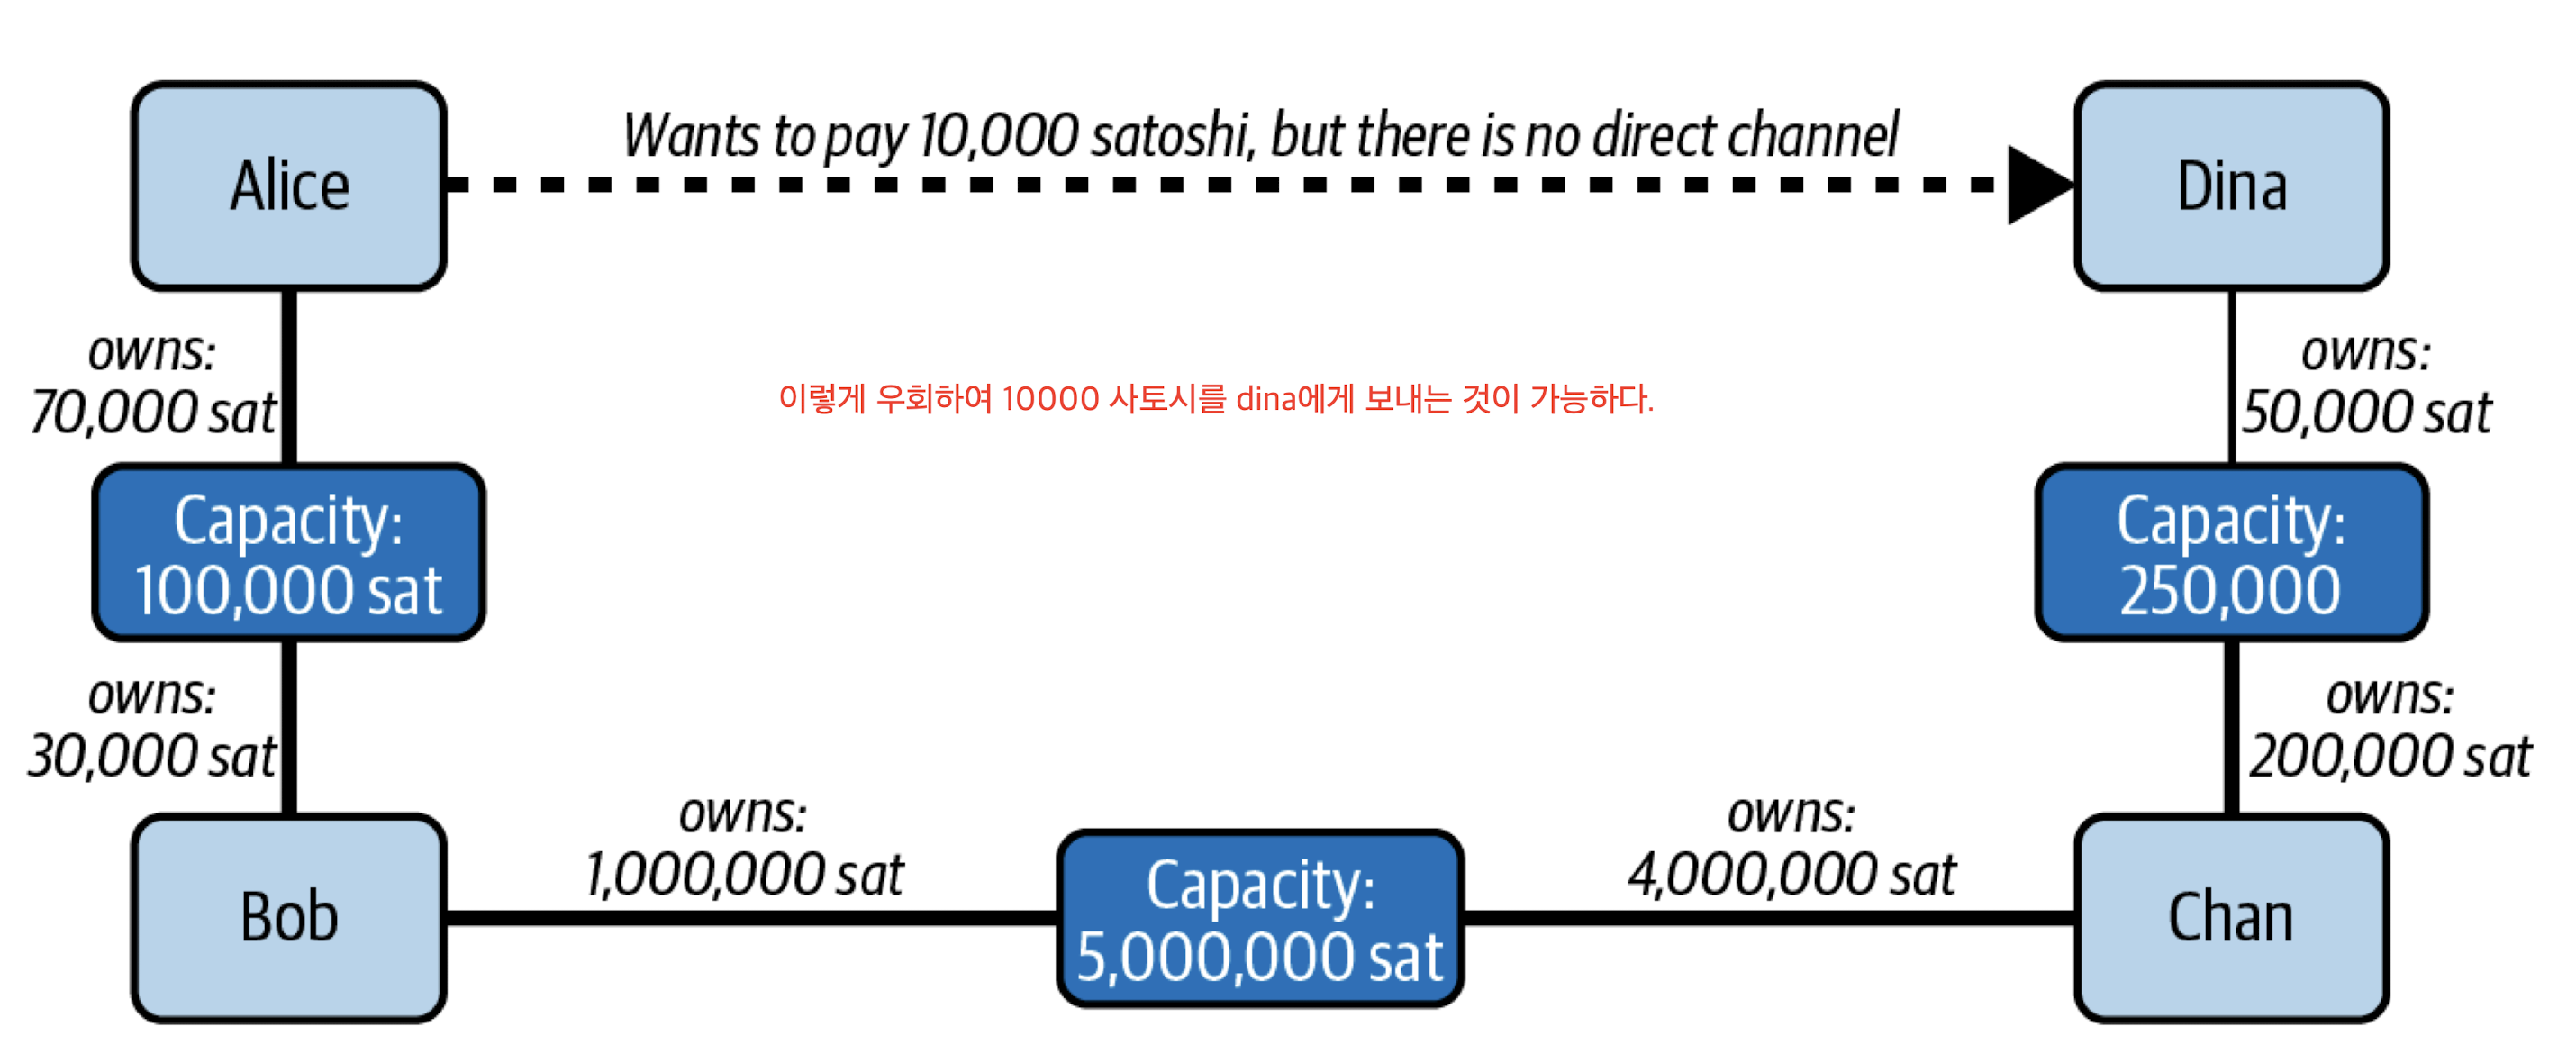 Wants to pay 10,000 satoshi, but there is no direct channel
Alice
Dina
owns:
70,000 sat
owns:
50,000 sat
이렇게 우회하여 10000 사토시를 dina에게 보내는 것이 가능하다.
Capacity:
100,000 sat
Capacity:
250,000
owns:
30,000 sat
owns:
200,000 sat
owns:
1,000,000 sat
owns:
4,000,000 sat
Bob
Capacity:
5,000,000 sat
Chan